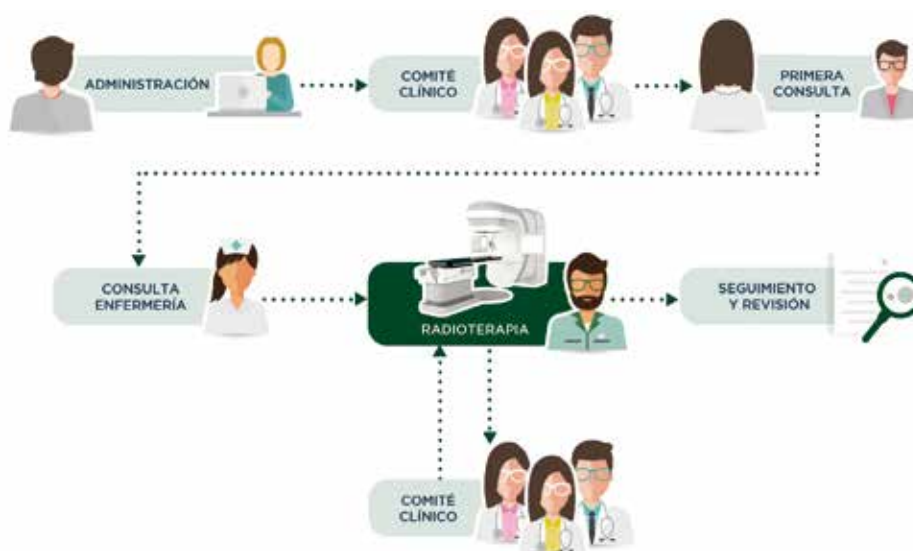 ADMINISTRACIÓN
COMITÉ
CLÍNICO
PRIMERA
CONSULTA
CONSULTA
ENFERMERÍA
RADIOTERAPIA
SEGUIMIENTO
Y REVISIÓN
COMITÉ
CLÍNICO